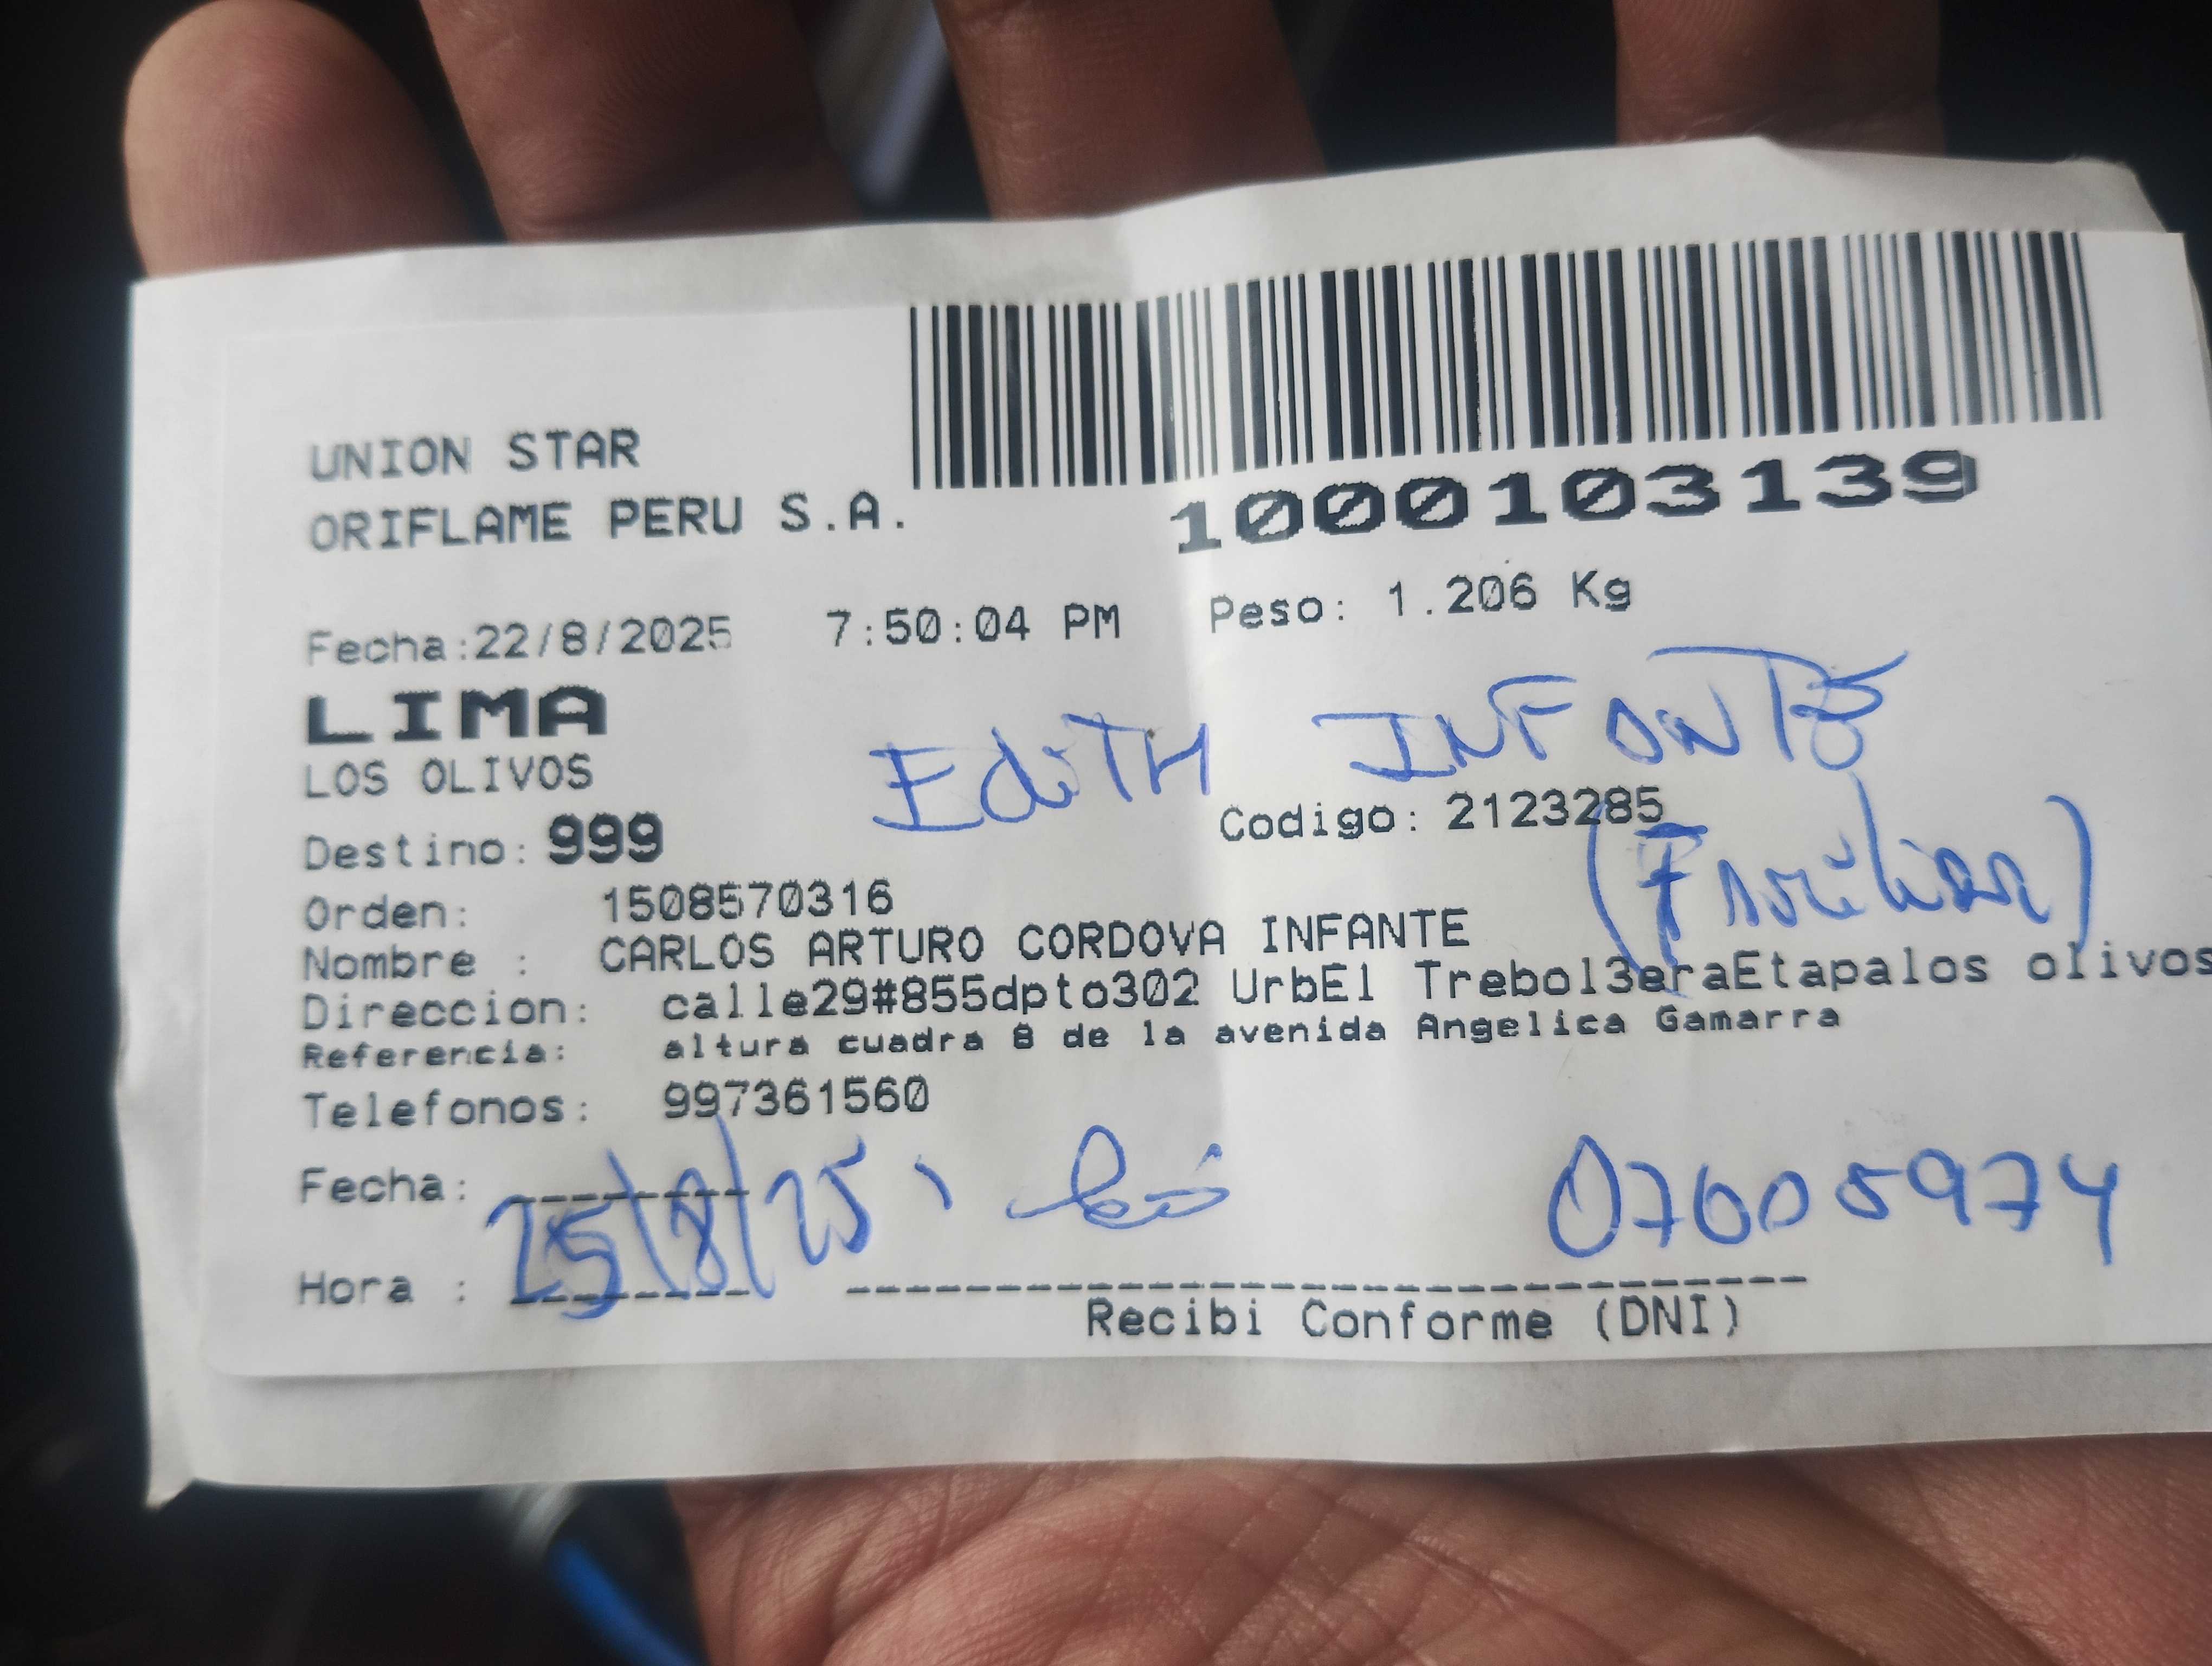 UNION STAR
ORIFLAME PERU S.A.
1000103139
Fecha:22/8/2025 7:50:04 PM Peso: 1.206 Kg
LIMA
LOS OLIVOS
EdiTH INFANTE
Destino: 999 Codigo: 2123285
(Familiar)
Orden: 1508570316
Nombre : CARLOS ARTURO CORDOVA INFANTE
Direccion: calle29#855dpto302 UrbEl Trebol3eraEtapalos olivos
Referencia: altura cuadra 8 de la avenida Angelica Gamarra
Telefonos: 997361560
Fecha: 25/8/25 07605974
Hora :
Recibi Conforme (DNI)